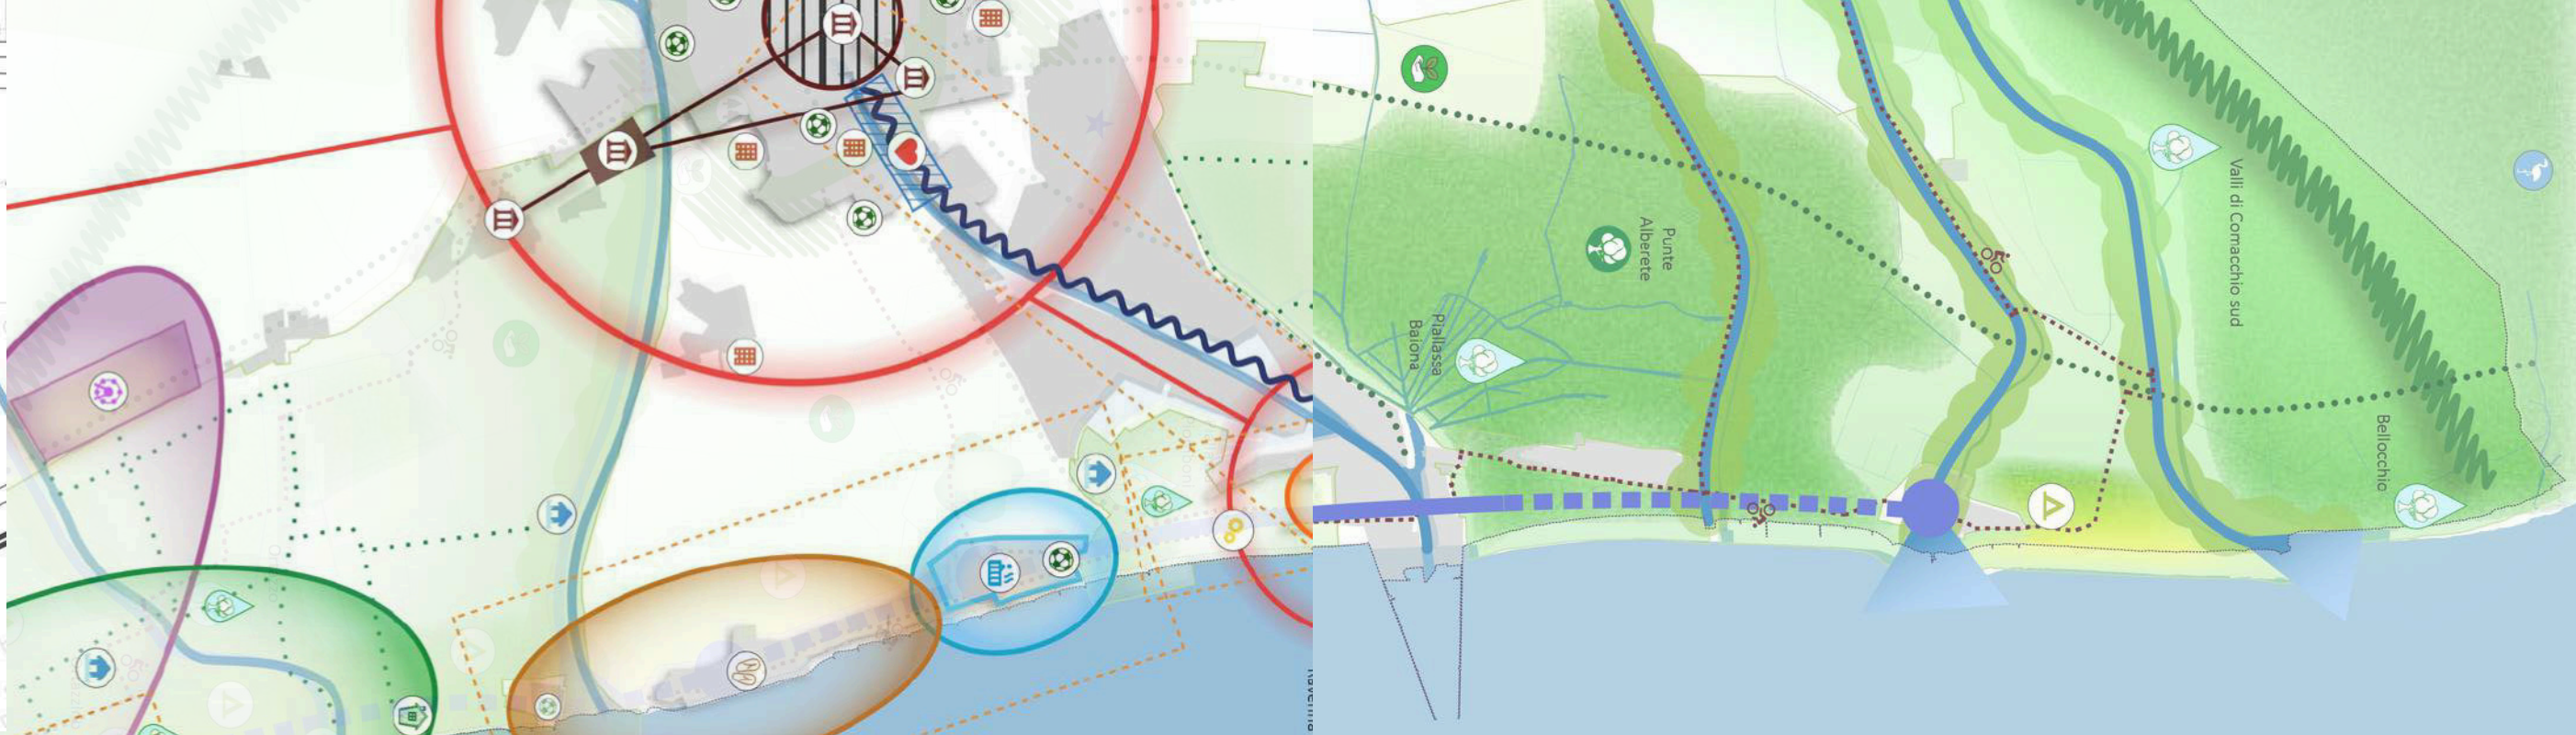 Punte
Alberete
Piallassa
Baiona
Valli di Comacchio sud
Bellocchio